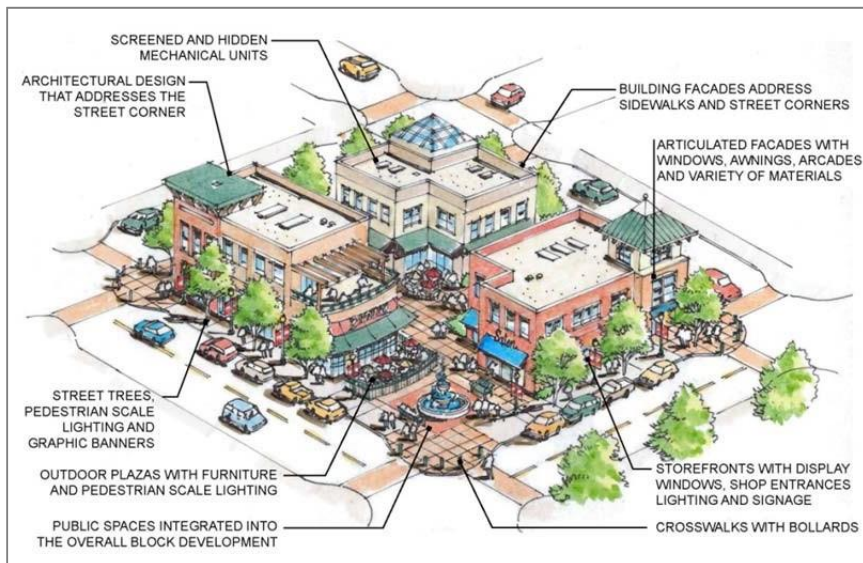 SCREENED AND HIDDEN
MECHANICAL UNITS
ARCHITECTURAL DESIGN
THAT ADDRESSES THE
STREET CORNER
BUILDING FACADES ADDRESS
SIDEWALKS AND STREET CORNERS
ARTICULATED FACADES WITH
WINDOWS, AWNINGS, ARCADES
AND VARIETY OF MATERIALS
STREET TREES,
PEDESTRIAN SCALE
LIGHTING AND
GRAPHIC BANNERS
OUTDOOR PLAZAS WITH FURNITURE
AND PEDESTRIAN SCALE LIGHTING
PUBLIC SPACES INTEGRATED INTO
THE OVERALL BLOCK DEVELOPMENT
STOREFRONTS WITH DISPLAY
WINDOWS, SHOP ENTRANCES
LIGHTING AND SIGNAGE
CROSSWALKS WITH BOLLARDS